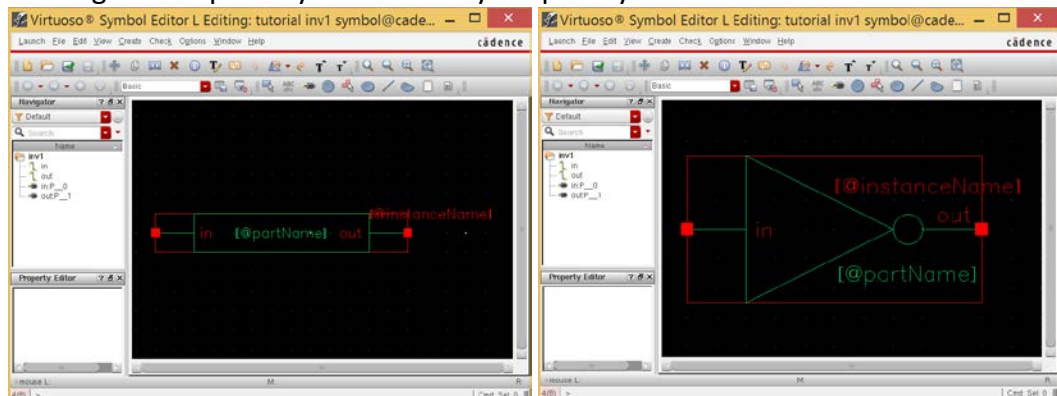 Virtuoso® Symbol Editor L Editing: tutorial inv1 symbol@cade...
Launch File Edit View Create Check Options Window Help
cādence
Basic
Navigator
Default
Search
Name
inv1
in
out
in:P__0
out:P__1
Property Editor
in
[@partName]
out
[@instanceName]
mouse L:
M:
R:
4(8) >
Cmd: Sel: 0
Virtuoso® Symbol Editor L Editing: tutorial inv1 symbol@cade...
Launch File Edit View Create Check Options Window Help
cādence
Basic
Navigator
Default
Search
Name
inv1
in
out
in:P__0
out:P__1
Property Editor
[@instanceName]
in
out
[@partName]
mouse L:
M:
R:
4(8) >
Cmd: Sel: 0